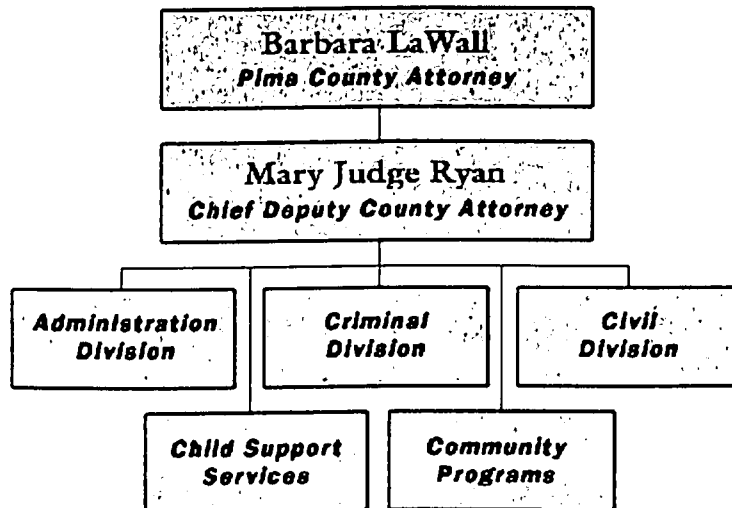 Barbara LaWall
Pima County Attorney
Mary Judge Ryan
Chief Deputy County Attorney
Administration
Division
Criminal
Division
Civil
Division
Child Support
Services
Community
Programs